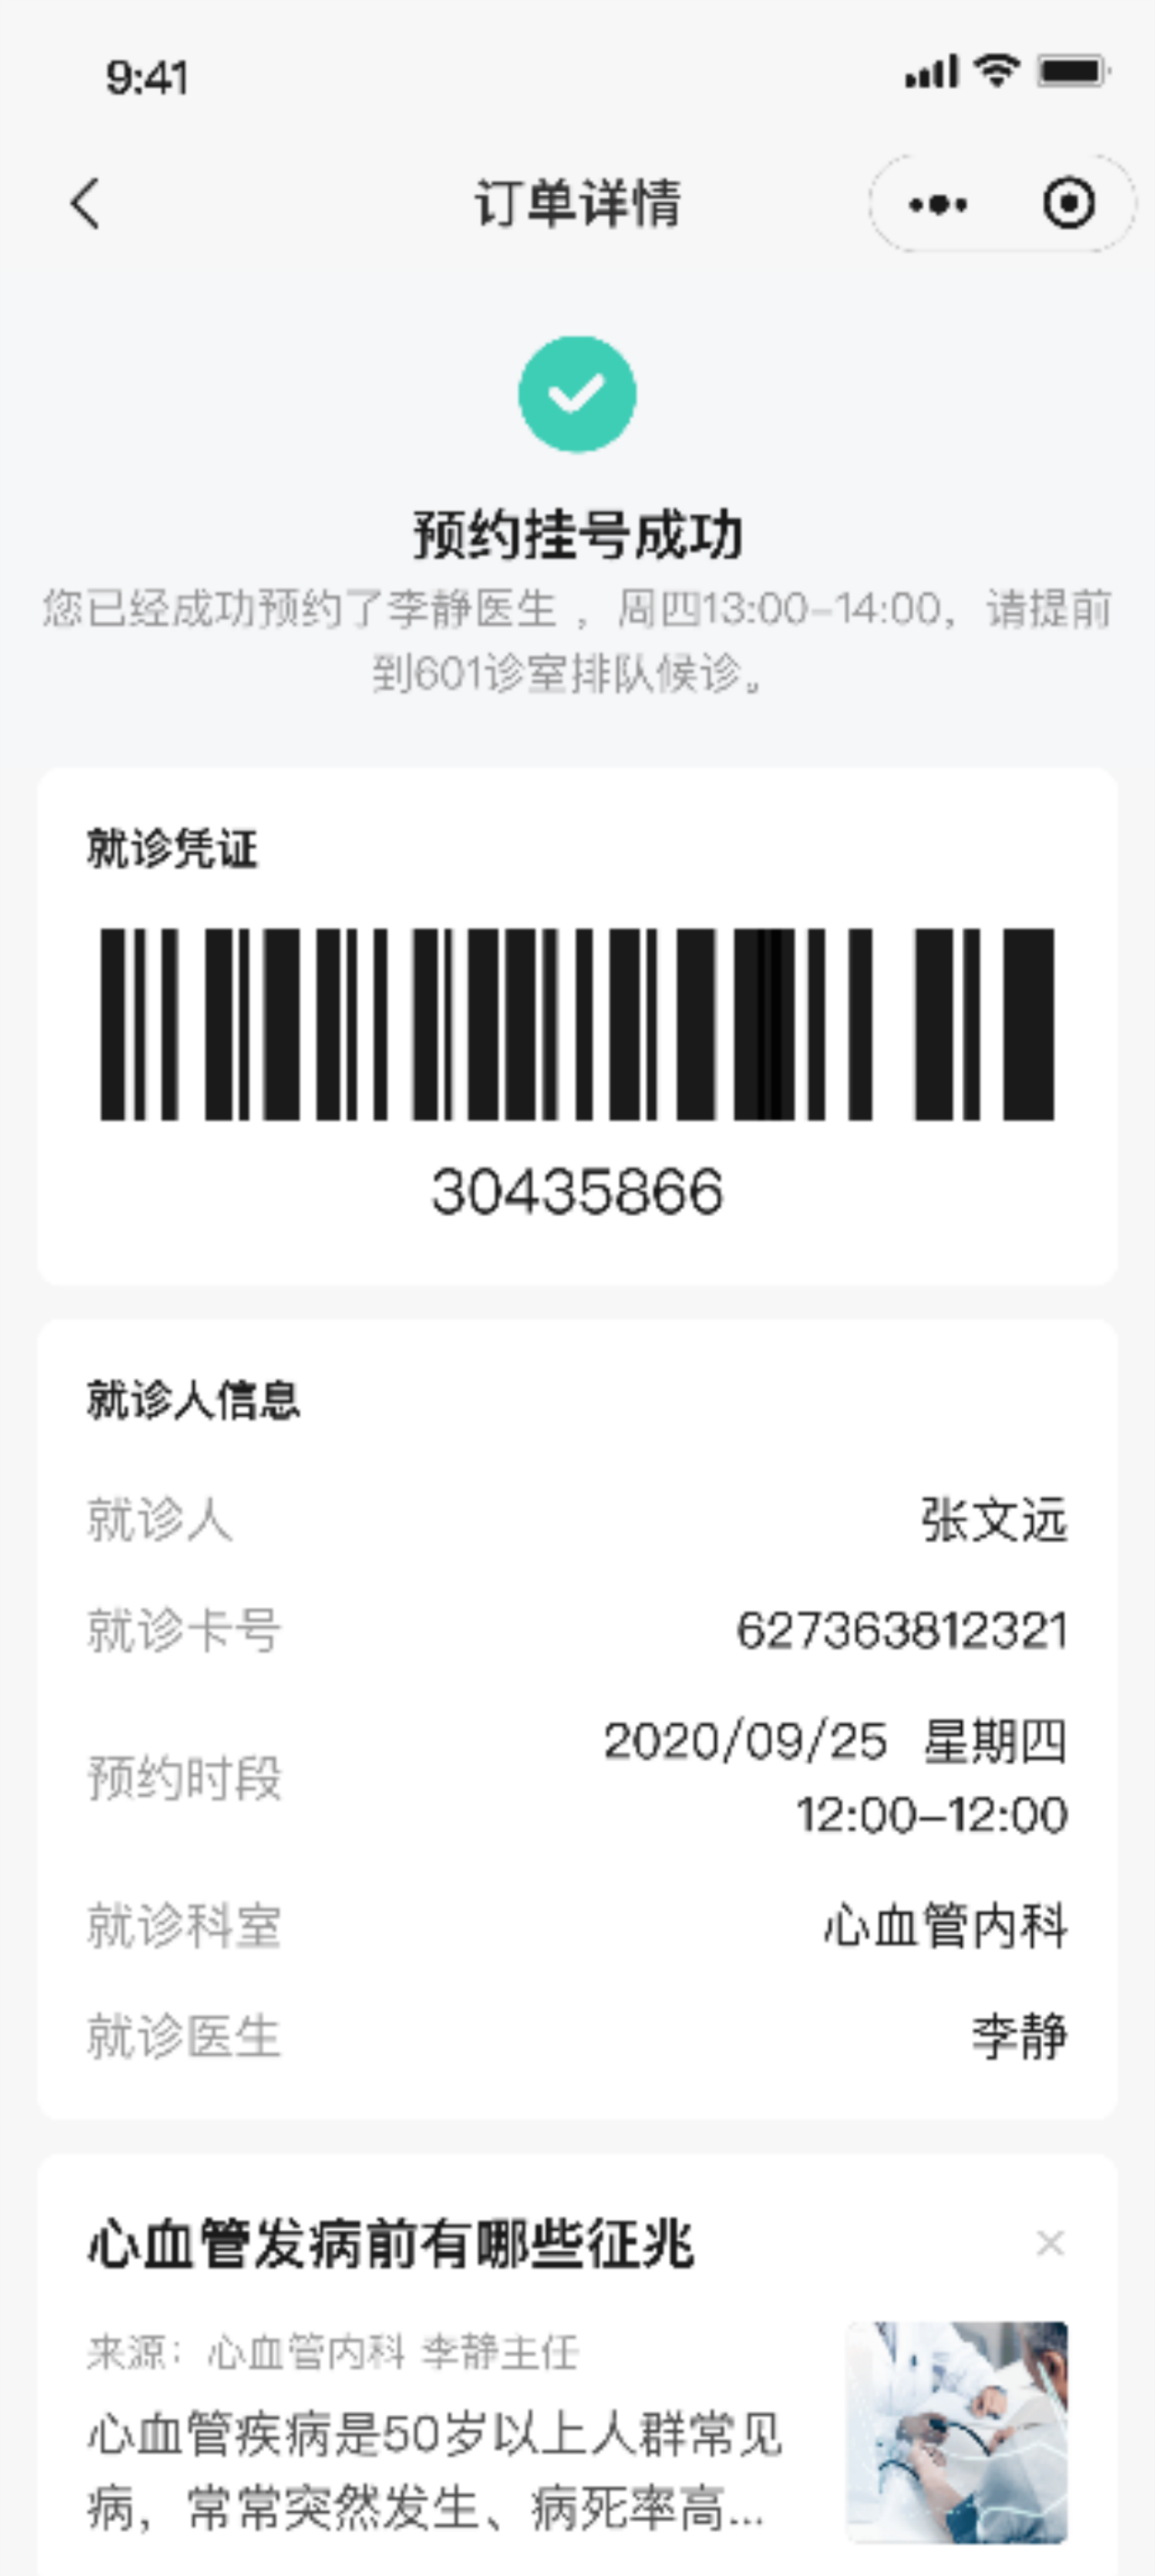 9:41
订单详情
预约挂号成功
您已经成功预约了李静医生 ，周四13:00-14:00，请提前
到601诊室排队候诊。
就诊凭证
30435866
就诊人信息
就诊人 张文远
就诊卡号 627363812321
预约时段 2020/09/25 星期四
12:00-12:00
就诊科室 心血管内科
就诊医生 李静
心血管发病前有哪些征兆
来源：心血管内科 李静主任
心血管疾病是50岁以上人群常见
病，常常突然发生、病死率高...